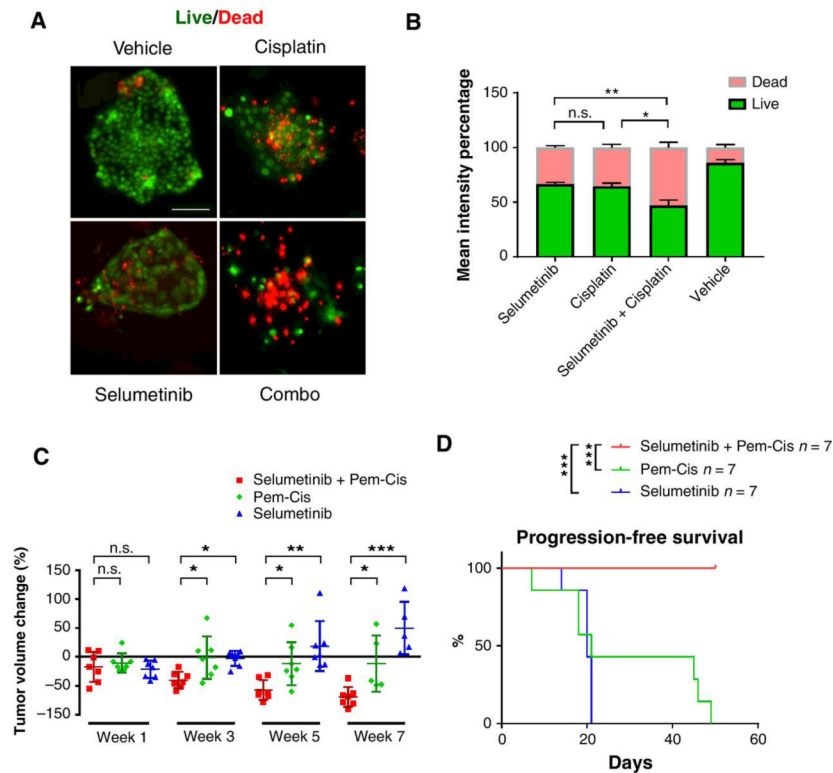 A
Live/Dead
Vehicle
Cisplatin
Selumetinib
Combo
B
Dead
Live
Mean intensity percentage
150
100
50
0
**
n.s.
*
Selumetinib
Cisplatin
Selumetinib + Cisplatin
Vehicle
C
Selumetinib + Pem-Cis
Pem-Cis
Selumetinib
Tumor volume change (%)
150
100
50
0
−50
−150
n.s.
n.s.
*
*
**
*
***
*
Week 1
Week 3
Week 5
Week 7
D
***
***
Selumetinib + Pem-Cis n = 7
Pem-Cis n = 7
Selumetinib n = 7
Progression-free survival
%
100
50
0
0
20
40
60
Days